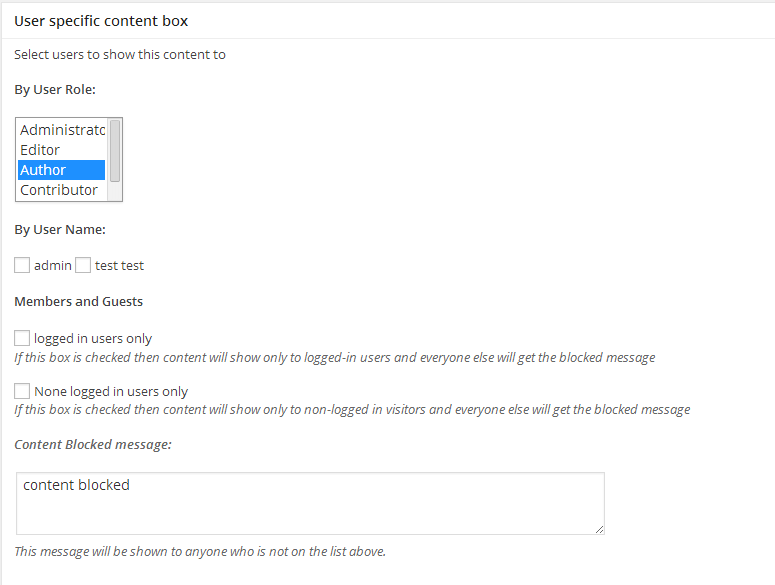 User specific content box
Select users to show this content to
By User Role:
Administrato
Editor
Author
Contributor
By User Name:
admin test test
Members and Guests
logged in users only
If this box is checked then content will show only to logged-in users and everyone else will get the blocked message
None logged in users only
If this box is checked then content will show only to non-logged in visitors and everyone else will get the blocked message
Content Blocked message:
content blocked
This message will be shown to anyone who is not on the list above.